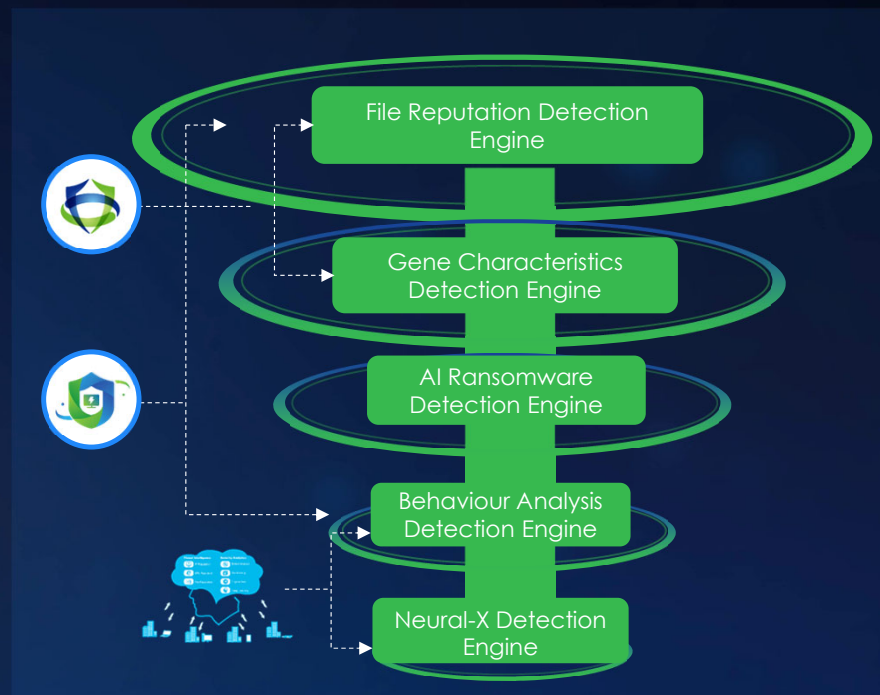 File Reputation Detection
Engine
Gene Characteristics
Detection Engine
AI Ransomware
Detection Engine
Behaviour Analysis
Detection Engine
Neural-X Detection
Engine